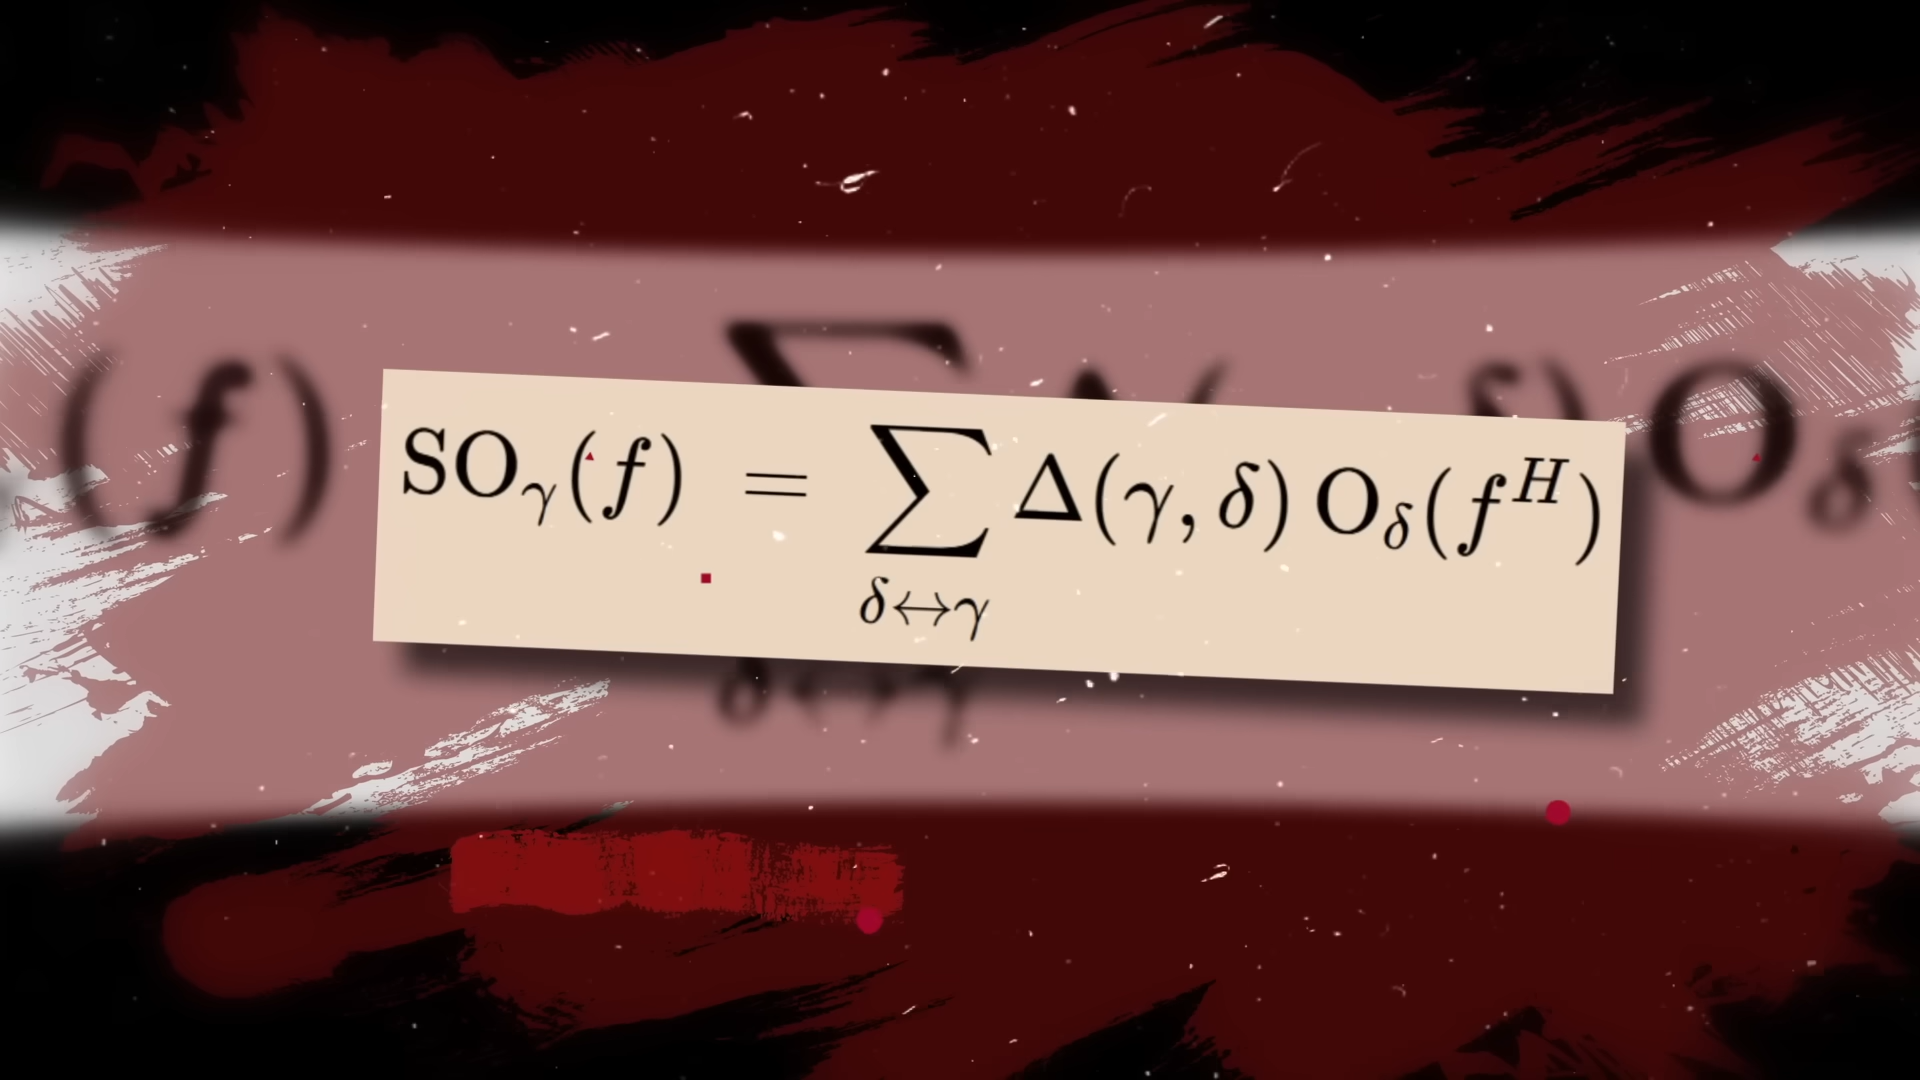 SO_γ(f) = ∑_{δ↔γ} Δ(γ, δ) O_δ(f^H)